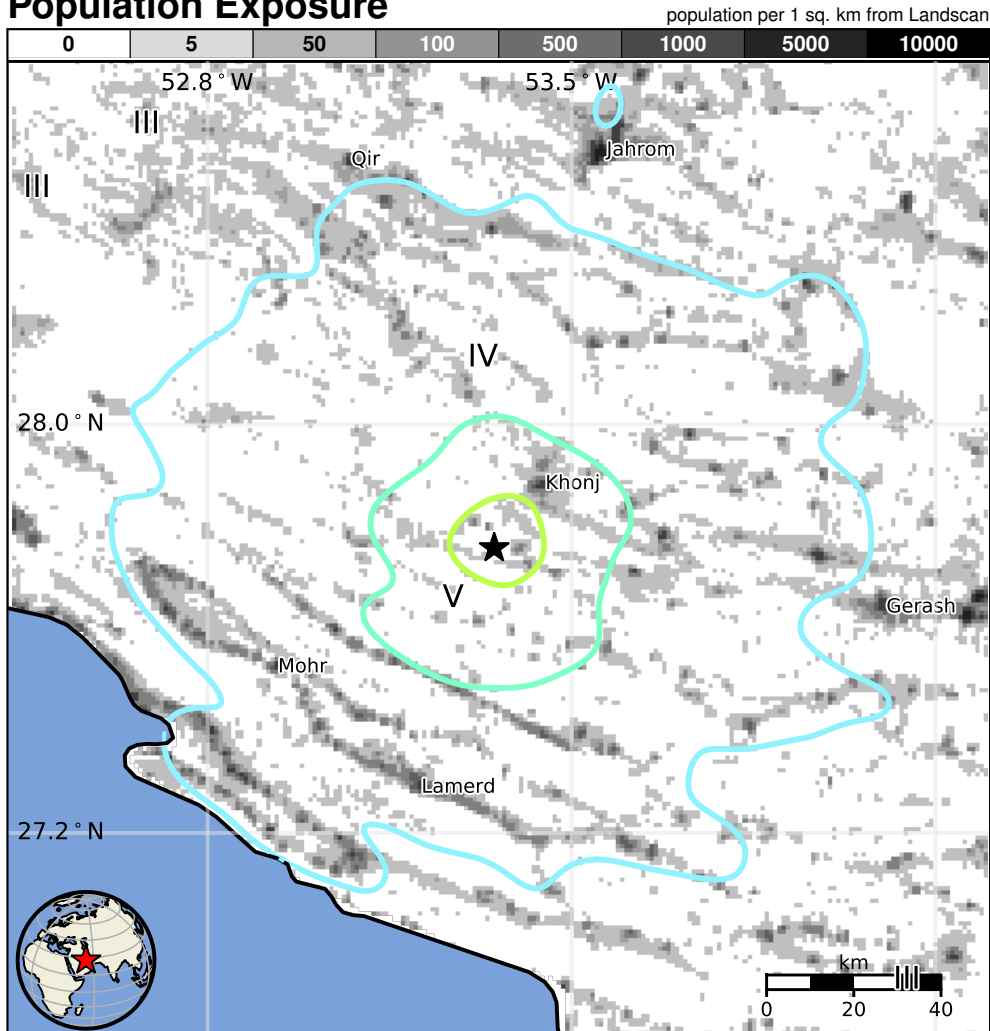 Population Exposure
population per 1 sq. km from Landscan
0 5 50 100 500 1000 5000 10000
52.8°W 53.5°W
III
Jahrom
Qir
III
IV
28.0°N
Khonj
V
Gerash
Mohr
Lamerd
27.2°N
km
III
0 20 40